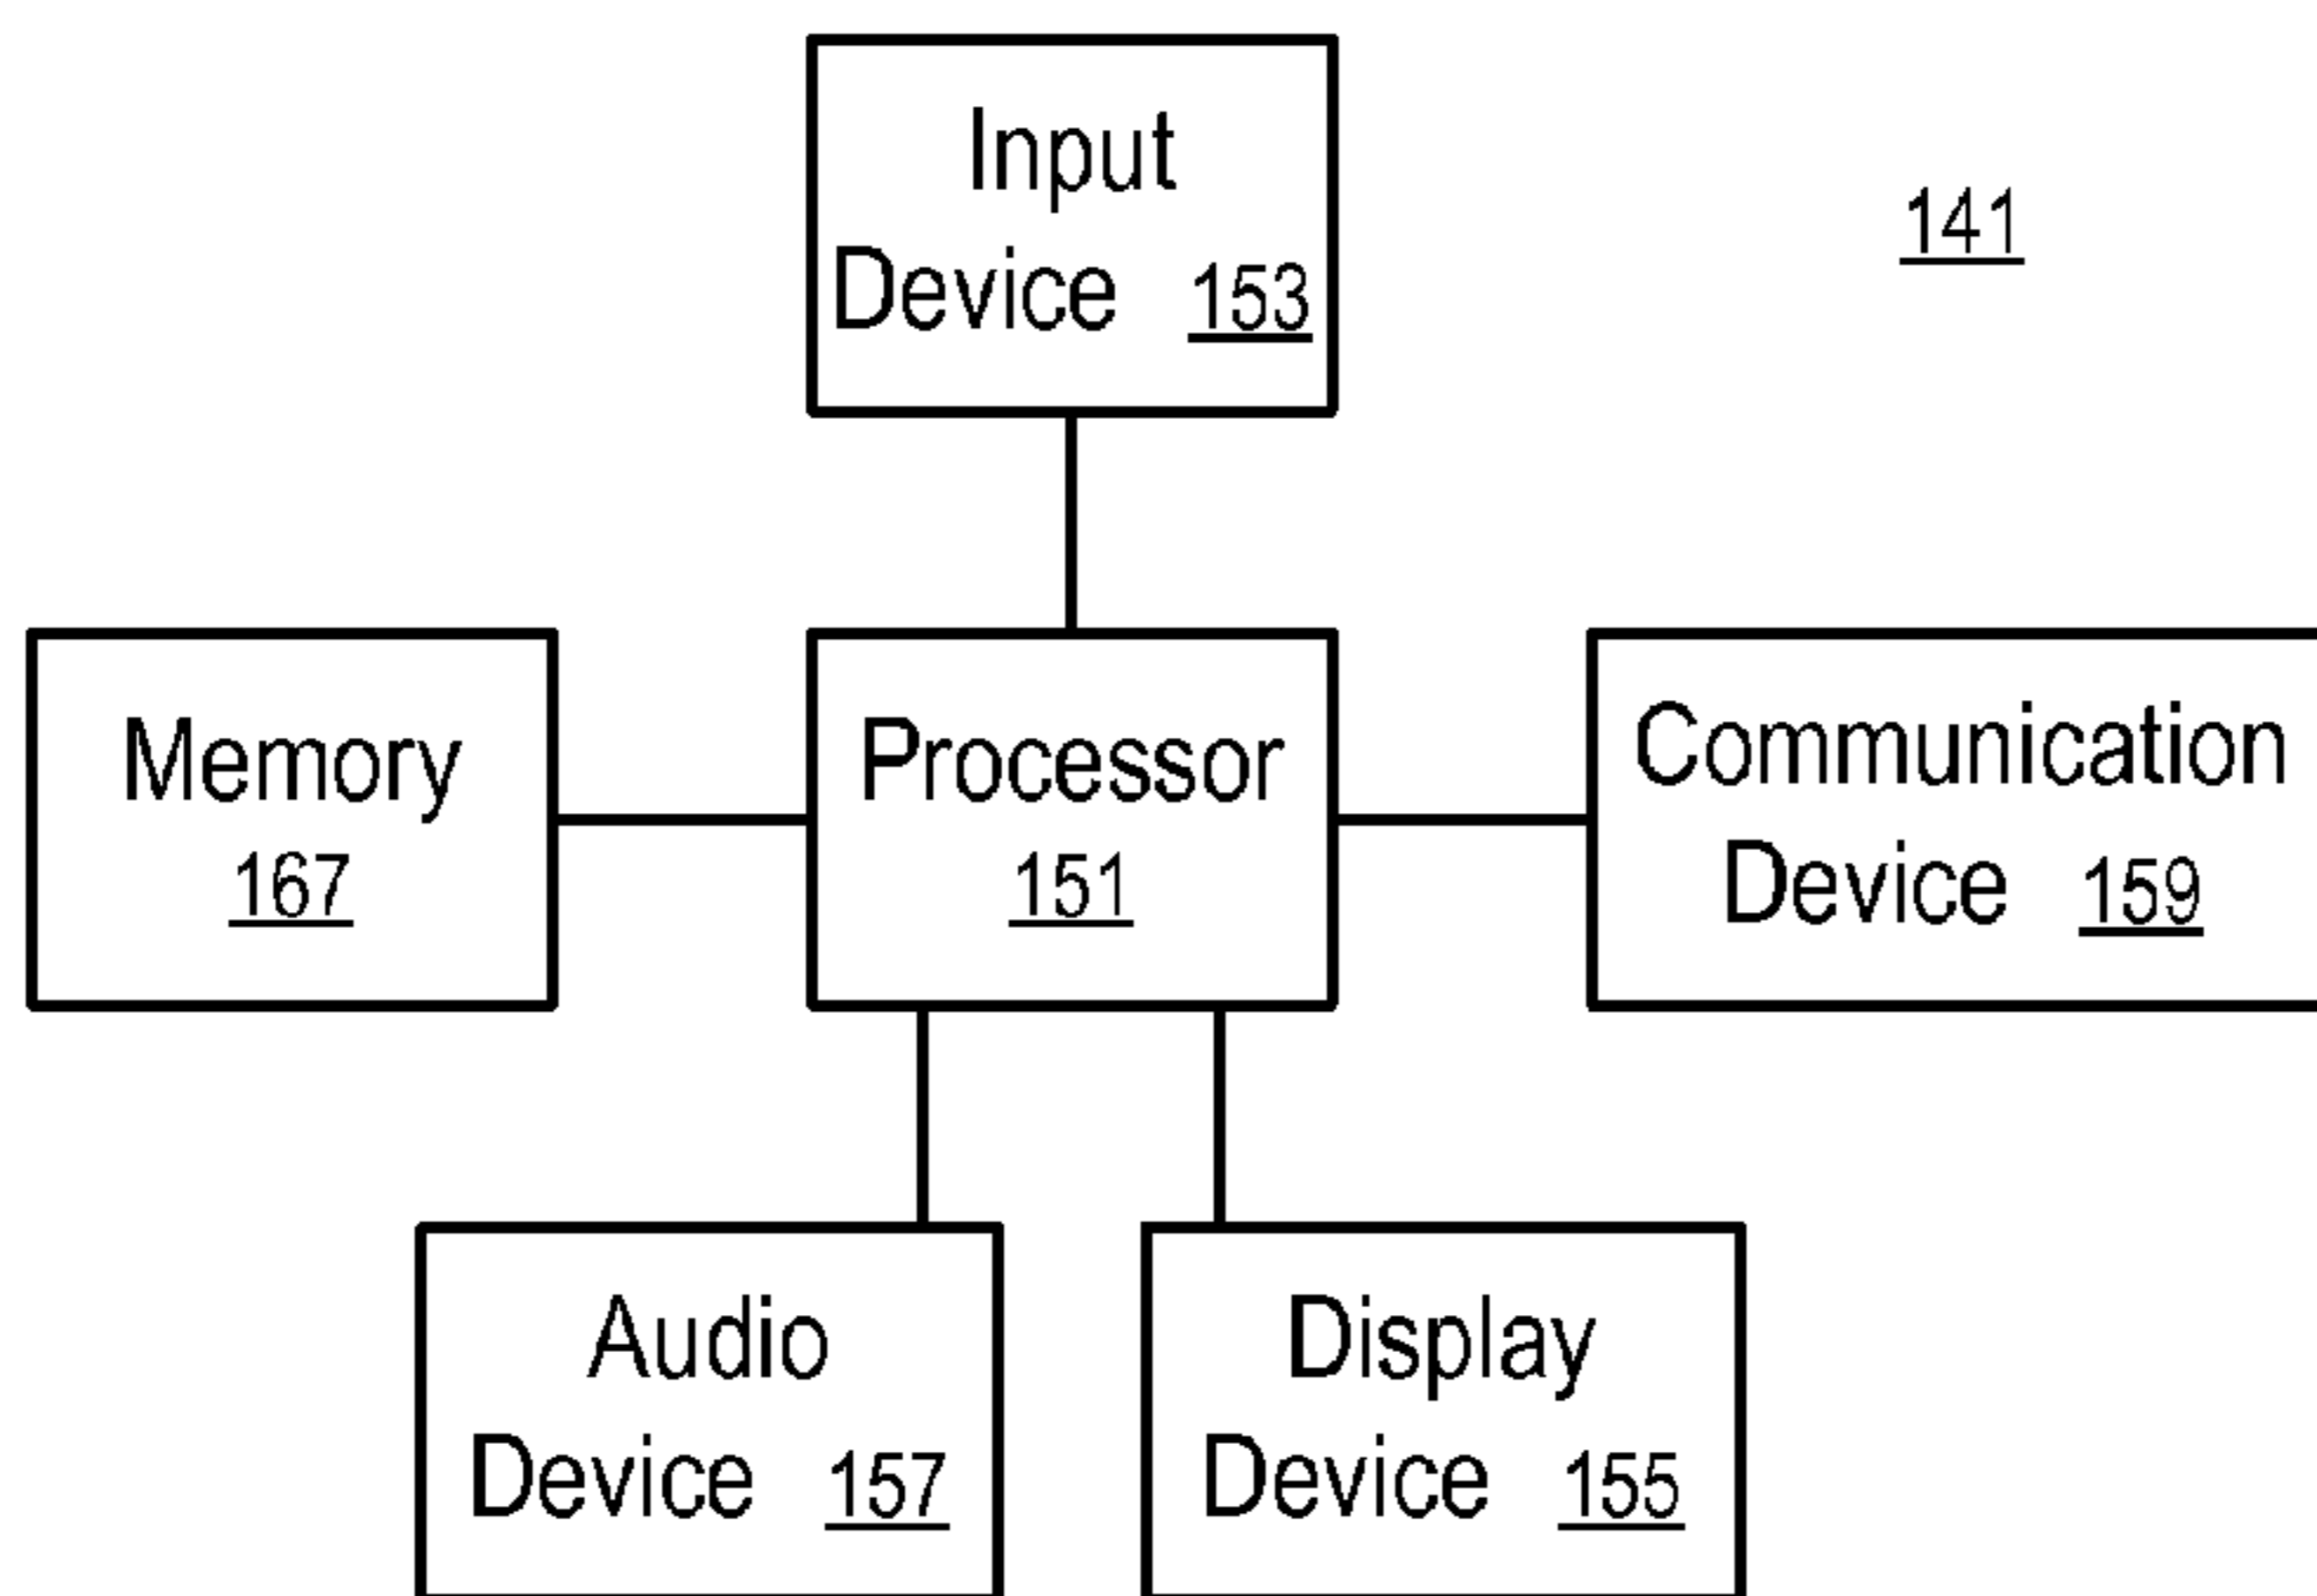 Input
Device 153
141
Memory
167
Processor
151
Communication
Device 159
Audio
Device 157
Display
Device 155